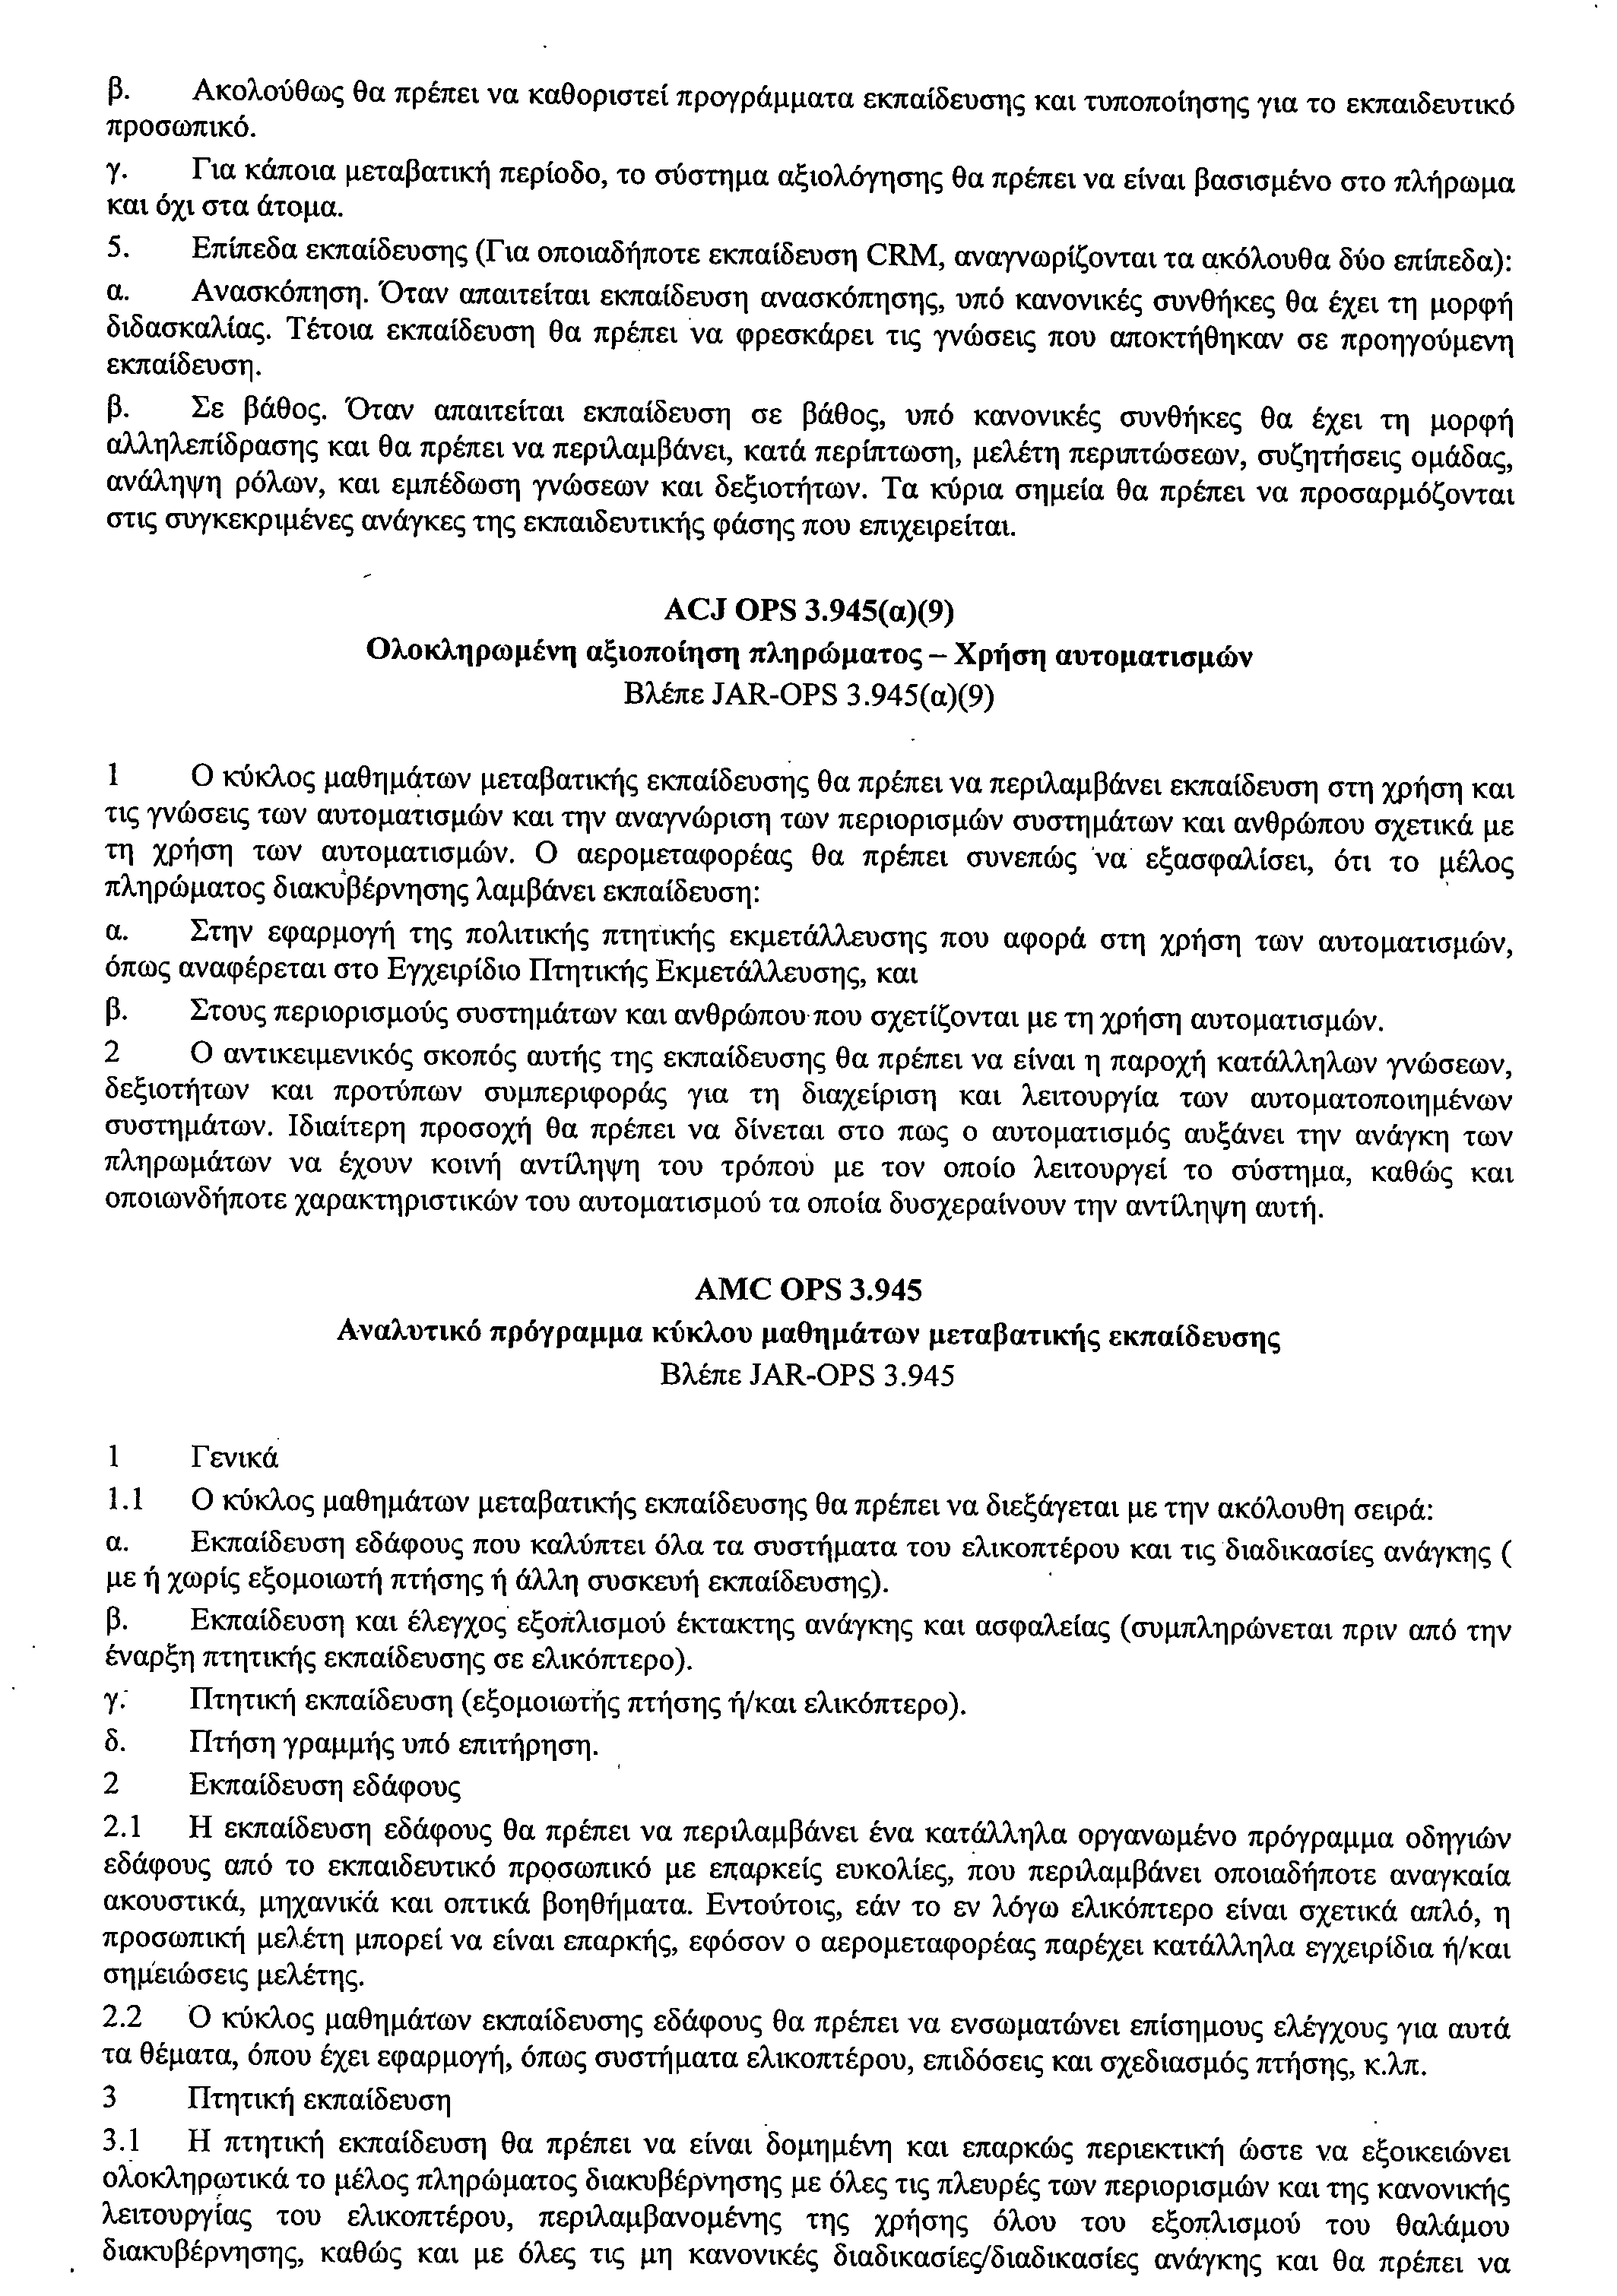 β. Ακολούθως θα πρέπει να καθοριστεί προγράμματα εκπαίδευσης και τυποποίησης για το εκπαιδευτικό
προσωπικό.
γ. Για κάποια μεταβατική περίοδο, το σύστημα αξιολόγησης θα πρέπει να είναι βασισμένο στο πλήρωμα
και όχι στα άτομα.
5. Επίπεδα εκπαίδευσης (Για οποιαδήποτε εκπαίδευση CRM, αναγνωρίζονται τα ακόλουθα δύο επίπεδα):
α. Ανασκόπηση. Όταν απαιτείται εκπαίδευση ανασκόπησης, υπό κανονικές συνθήκες θα έχει τη μορφή
διδασκαλίας. Τέτοια εκπαίδευση θα πρέπει να φρεσκάρει τις γνώσεις που αποκτήθηκαν σε προηγούμενη
εκπαίδευση.
β. Σε βάθος. Όταν απαιτείται εκπαίδευση σε βάθος, υπό κανονικές συνθήκες θα έχει τη μορφή
αλληλεπίδρασης και θα πρέπει να περιλαμβάνει, κατά περίπτωση, μελέτη περιπτώσεων, συζητήσεις ομάδας,
ανάληψη ρόλων, και εμπέδωση γνώσεων και δεξιοτήτων. Τα κύρια σημεία θα πρέπει να προσαρμόζονται
στις συγκεκριμένες ανάγκες της εκπαιδευτικής φάσης που επιχειρείται.
ACJ OPS 3.945(α)(9)
Ολοκληρωμένη αξιοποίηση πληρώματος – Χρήση αυτοματισμών
Βλέπε JAR-OPS 3.945(α)(9)
1 Ο κύκλος μαθημάτων μεταβατικής εκπαίδευσης θα πρέπει να περιλαμβάνει εκπαίδευση στη χρήση και
τις γνώσεις των αυτοματισμών και την αναγνώριση των περιορισμών συστημάτων και ανθρώπου σχετικά με
τη χρήση των αυτοματισμών. Ο αερομεταφορέας θα πρέπει συνεπώς να εξασφαλίσει, ότι το μέλος
πληρώματος διακυβέρνησης λαμβάνει εκπαίδευση:
α. Στην εφαρμογή της πολιτικής πτητικής εκμετάλλευσης που αφορά στη χρήση των αυτοματισμών,
όπως αναφέρεται στο Εγχειρίδιο Πτητικής Εκμετάλλευσης, και
β. Στους περιορισμούς συστημάτων και ανθρώπου που σχετίζονται με τη χρήση αυτοματισμών.
2 Ο αντικειμενικός σκοπός αυτής της εκπαίδευσης θα πρέπει να είναι η παροχή κατάλληλων γνώσεων,
δεξιοτήτων και προτύπων συμπεριφοράς για τη διαχείριση και λειτουργία των αυτοματοποιημένων
συστημάτων. Ιδιαίτερη προσοχή θα πρέπει να δίνεται στο πως ο αυτοματισμός αυξάνει την ανάγκη των
πληρωμάτων να έχουν κοινή αντίληψη του τρόπου με τον οποίο λειτουργεί το σύστημα, καθώς και
οποιωνδήποτε χαρακτηριστικών του αυτοματισμού τα οποία δυσχεραίνουν την αντίληψη αυτή.
AMC OPS 3.945
Αναλυτικό πρόγραμμα κύκλου μαθημάτων μεταβατικής εκπαίδευσης
Βλέπε JAR-OPS 3.945
1 Γενικά
1.1 Ο κύκλος μαθημάτων μεταβατικής εκπαίδευσης θα πρέπει να διεξάγεται με την ακόλουθη σειρά:
α. Εκπαίδευση εδάφους που καλύπτει όλα τα συστήματα του ελικοπτέρου και τις διαδικασίες ανάγκης (
με ή χωρίς εξομοιωτή πτήσης ή άλλη συσκευή εκπαίδευσης).
β. Εκπαίδευση και έλεγχος εξοπλισμού έκτακτης ανάγκης και ασφαλείας (συμπληρώνεται πριν από την
έναρξη πτητικής εκπαίδευσης σε ελικόπτερο).
γ. Πτητική εκπαίδευση (εξομοιωτής πτήσης ή/και ελικόπτερο).
δ. Πτήση γραμμής υπό επιτήρηση.
2 Εκπαίδευση εδάφους
2.1 Η εκπαίδευση εδάφους θα πρέπει να περιλαμβάνει ένα κατάλληλα οργανωμένο πρόγραμμα οδηγιών
εδάφους από το εκπαιδευτικό προσωπικό με επαρκείς ευκολίες, που περιλαμβάνει οποιαδήποτε αναγκαία
ακουστικά, μηχανικά και οπτικά βοηθήματα. Εντούτοις, εάν το εν λόγω ελικόπτερο είναι σχετικά απλό, η
προσωπική μελέτη μπορεί να είναι επαρκής, εφόσον ο αερομεταφορέας παρέχει κατάλληλα εγχειρίδια ή/και
σημειώσεις μελέτης.
2.2 Ο κύκλος μαθημάτων εκπαίδευσης εδάφους θα πρέπει να ενσωματώνει επίσημους ελέγχους για αυτά
τα θέματα, όπου έχει εφαρμογή, όπως συστήματα ελικοπτέρου, επιδόσεις και σχεδιασμός πτήσης, κ.λπ.
3 Πτητική εκπαίδευση
3.1 Η πτητική εκπαίδευση θα πρέπει να είναι δομημένη και επαρκώς περιεκτική ώστε να εξοικειώνει
ολοκληρωτικά το μέλος πληρώματος διακυβέρνησης με όλες τις πλευρές των περιορισμών και της κανονικής
λειτουργίας του ελικοπτέρου, περιλαμβανομένης της χρήσης όλου του εξοπλισμού του θαλάμου
διακυβέρνησης, καθώς και με όλες τις μη κανονικές διαδικασίες/διαδικασίες ανάγκης και θα πρέπει να